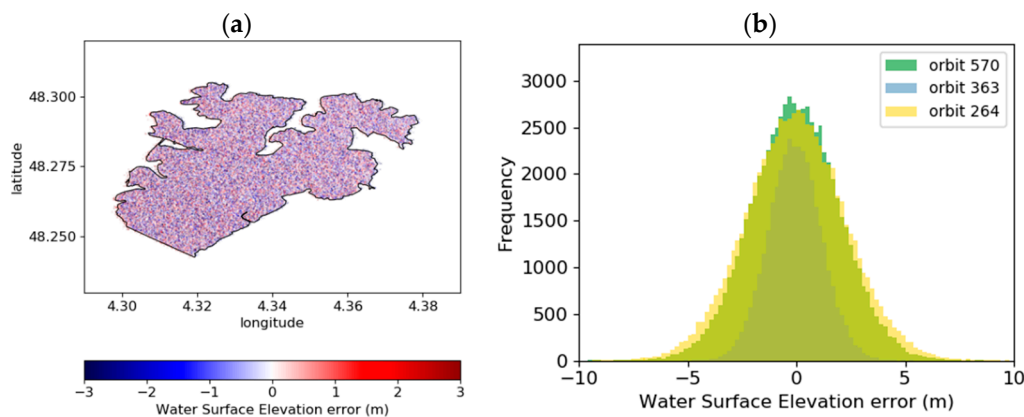 (a)
48.300
48.275
48.250
latitude
4.30 4.32 4.34 4.36 4.38
longitude
−3 −2 −1 0 1 2 3
Water Surface Elevation error (m)
(b)
3000
2500
2000
1500
1000
500
0
Frequency
orbit 570
orbit 363
orbit 264
−10 −5 0 5 10
Water Surface Elevation error (m)